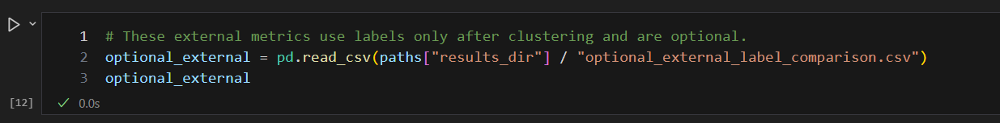 1 # These external metrics use labels only after clustering and are optional.
2 optional_external = pd.read_csv(paths["results_dir"] / "optional_external_label_comparison.csv")
3 optional_external
[12] 0.0s